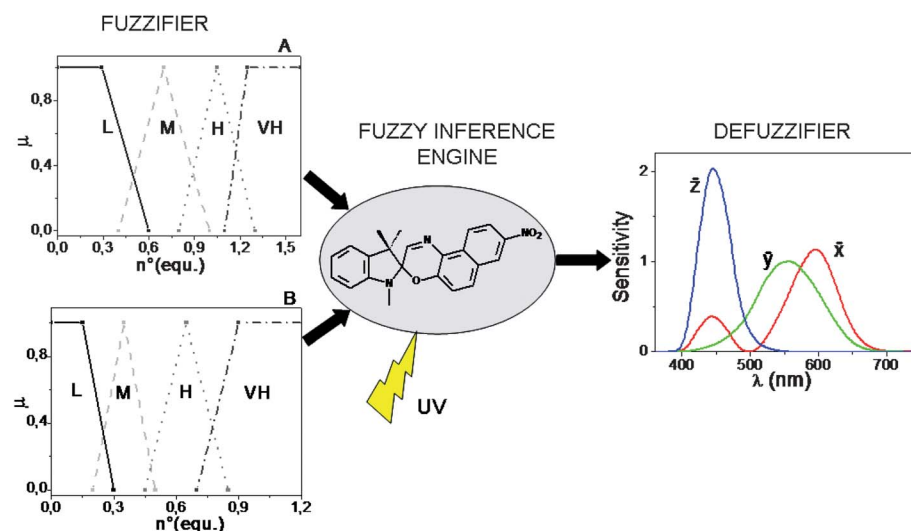 FUZZIFIER
A
0,8
0,4
0,0
μ
L
M
H
VH
0,0 0,3 0,6 0,9 1,2 1,5
n°(equ.)
B
0,8
0,4
0,0
μ
L
M
H
VH
0,0 0,3 0,6 0,9 1,2
n°(equ.)
FUZZY INFERENCE
ENGINE
N
NO₂
N
O
UV
DEFUZZIFIER
Sensitivity
2
1
0
z̄
ȳ
x̄
400 500 600 700
λ (nm)